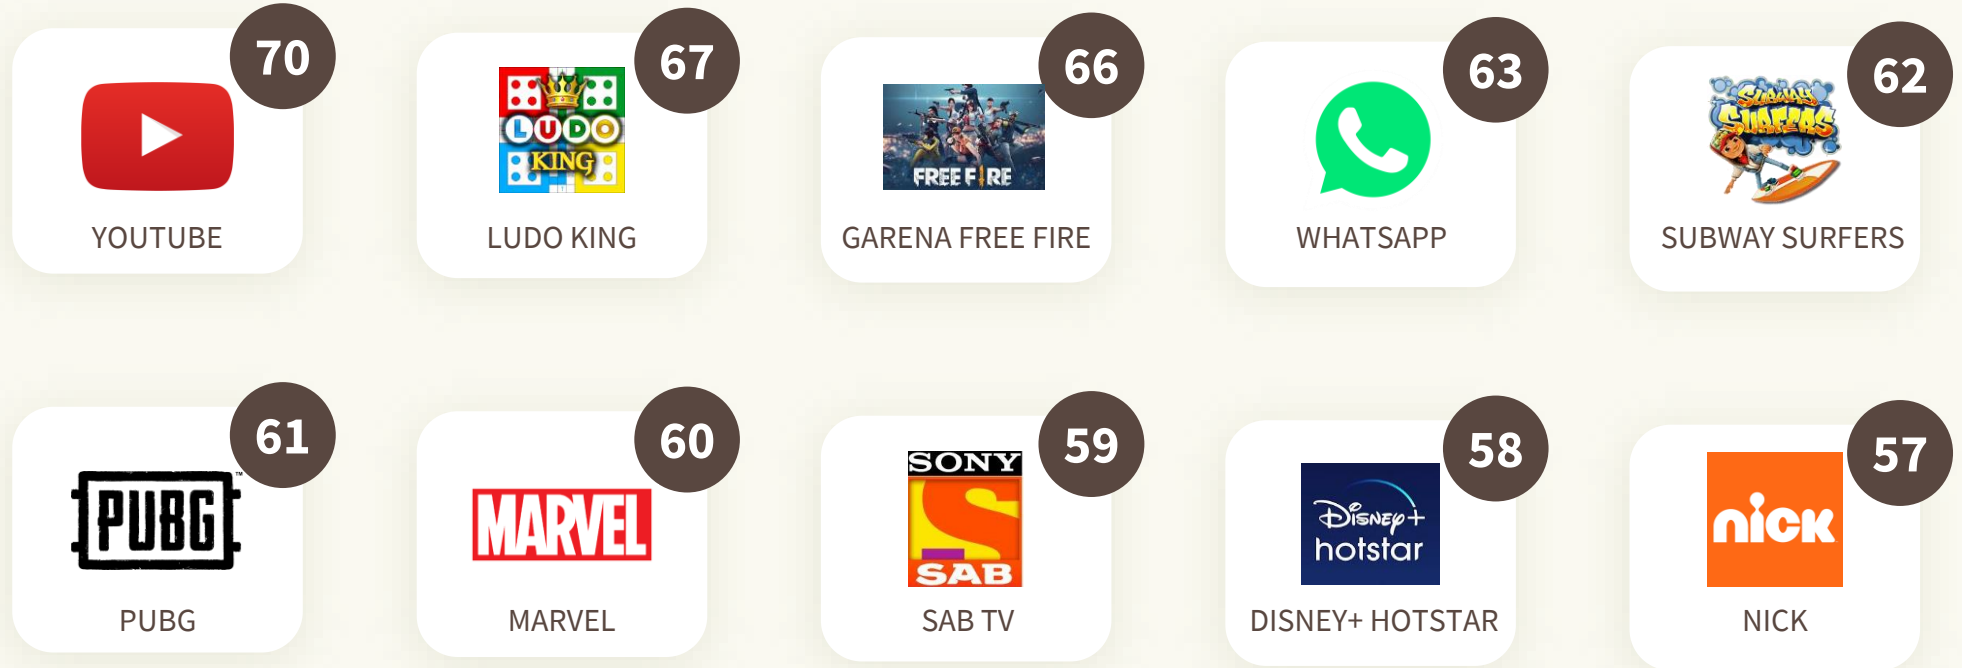 70
67
66
63
62
LUDO
KING
FREE FIRE
SUBWAY
SURFERS
YOUTUBE
LUDO KING
GARENA FREE FIRE
WHATSAPP
SUBWAY SURFERS
61
60
59
58
57
PUBG
™
MARVEL
SONY
SAB
Disney+
hotstar
nick
PUBG
MARVEL
SAB TV
DISNEY+ HOTSTAR
NICK